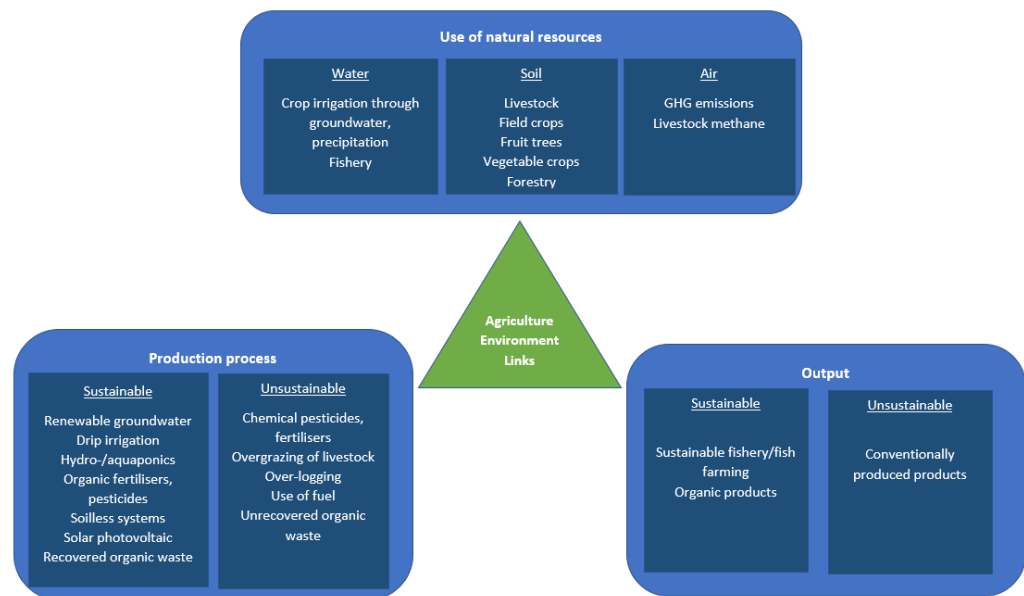 Use of natural resources
Water
Crop irrigation through
groundwater,
precipitation
Fishery
Soil
Livestock
Field crops
Fruit trees
Vegetable crops
Forestry
Air
GHG emissions
Livestock methane
Agriculture
Environment
Links
Production process
Sustainable
Renewable groundwater
Drip irrigation
Hydro-/aquaponics
Organic fertilisers,
pesticides
Soilless systems
Solar photovoltaic
Recovered organic waste
Unsustainable
Chemical pesticides,
fertilisers
Overgrazing of livestock
Over-logging
Use of fuel
Unrecovered organic
waste
Output
Sustainable
Sustainable fishery/fish
farming
Organic products
Unsustainable
Conventionally
produced products